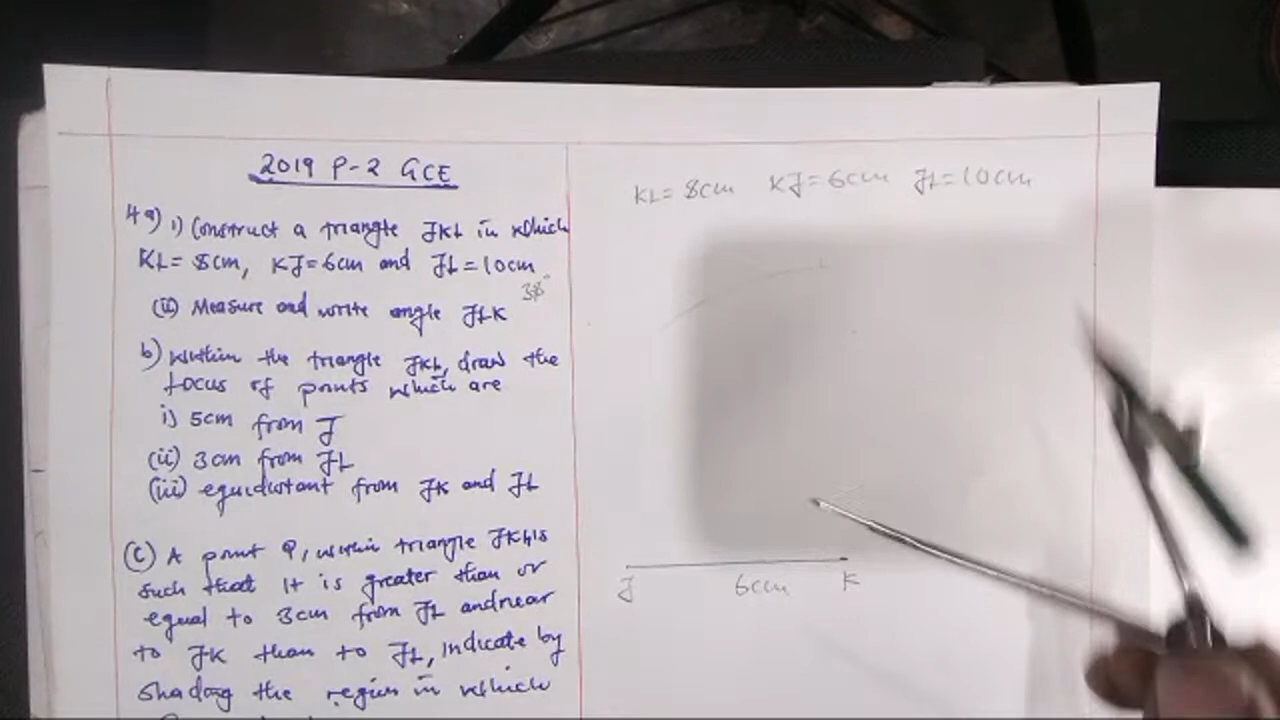 2019 P-2 GCE
4a) i) Construct a triangle JKL in which
KL= 8cm, KJ=6cm and JL=10cm
(ii) Measure and write angle JLK 38°
b) Within the triangle JKL, draw the
locus of points which are
i) 5cm from J
(ii) 3cm from JL
(iii) equidistant from JK and JL
(C) A point P, within triangle JKL is
such that it is greater than or
equal to 3cm from JL and near
to JK than to JL, indicate by
shading the region in which
KL= 8cm KJ=6cm JL=10cm
J 6cm K